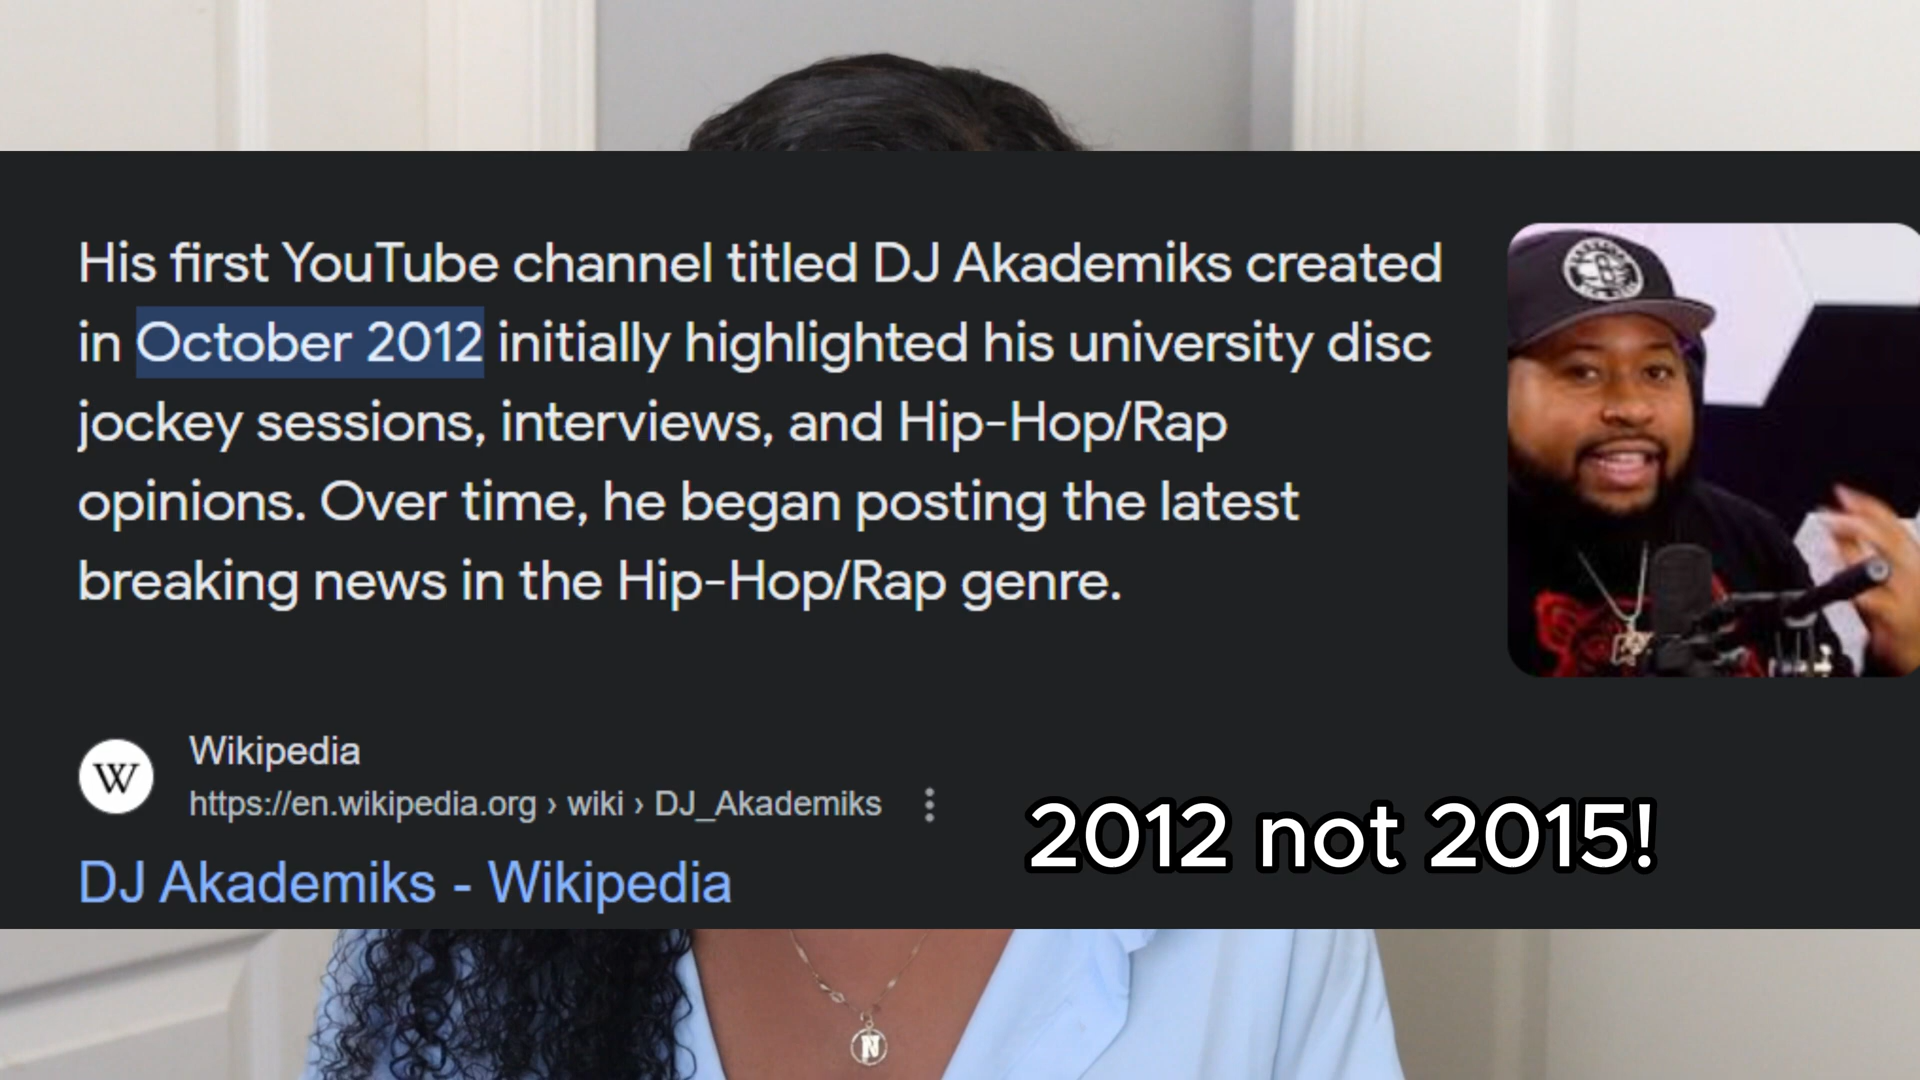 His first YouTube channel titled DJ Akademiks created
in October 2012 initially highlighted his university disc
jockey sessions, interviews, and Hip-Hop/Rap
opinions. Over time, he began posting the latest
breaking news in the Hip-Hop/Rap genre.
W
Wikipedia
https://en.wikipedia.org › wiki › DJ_Akademiks
DJ Akademiks - Wikipedia
2012 not 2015!
N